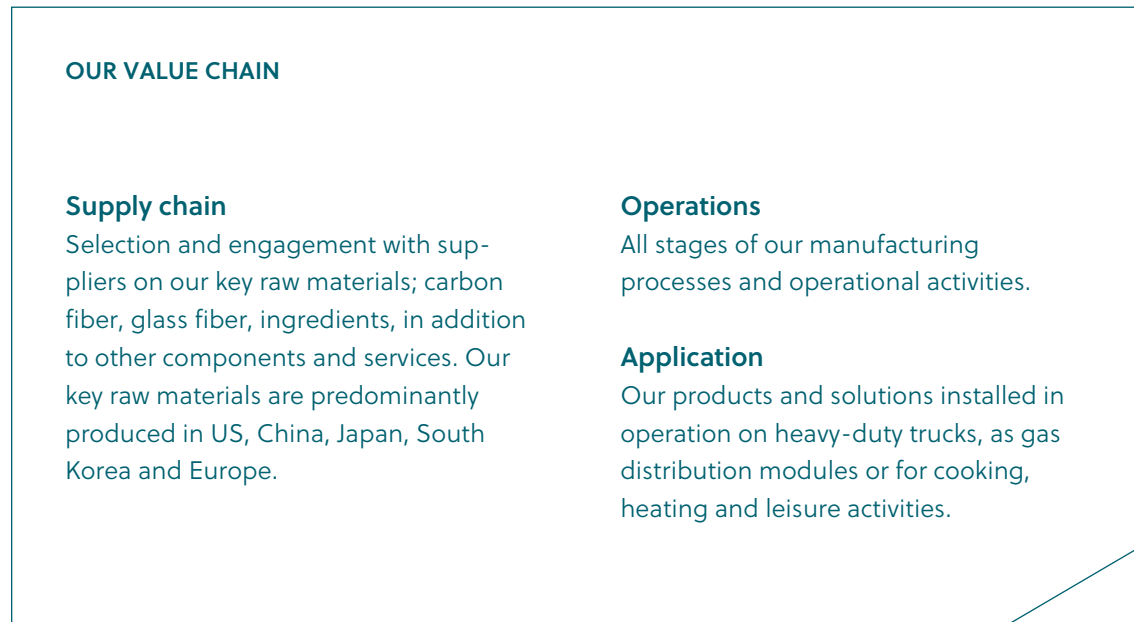 OUR VALUE CHAIN
Supply chain
Selection and engagement with sup-
pliers on our key raw materials; carbon
fiber, glass fiber, ingredients, in addition
to other components and services. Our
key raw materials are predominantly
produced in US, China, Japan, South
Korea and Europe.
Operations
All stages of our manufacturing
processes and operational activities.
Application
Our products and solutions installed in
operation on heavy-duty trucks, as gas
distribution modules or for cooking,
heating and leisure activities.